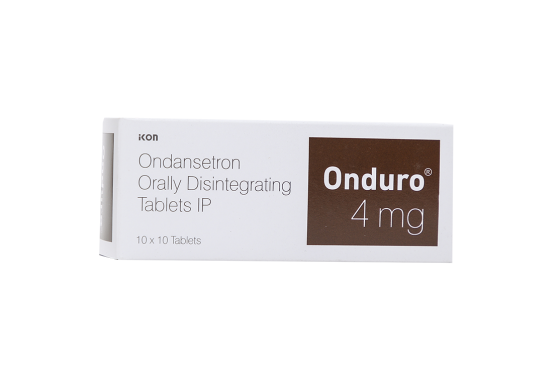 ikon
Ondansetron
Orally Disintegrating
Tablets IP
10 x 10 Tablets
Onduro®
4 mg